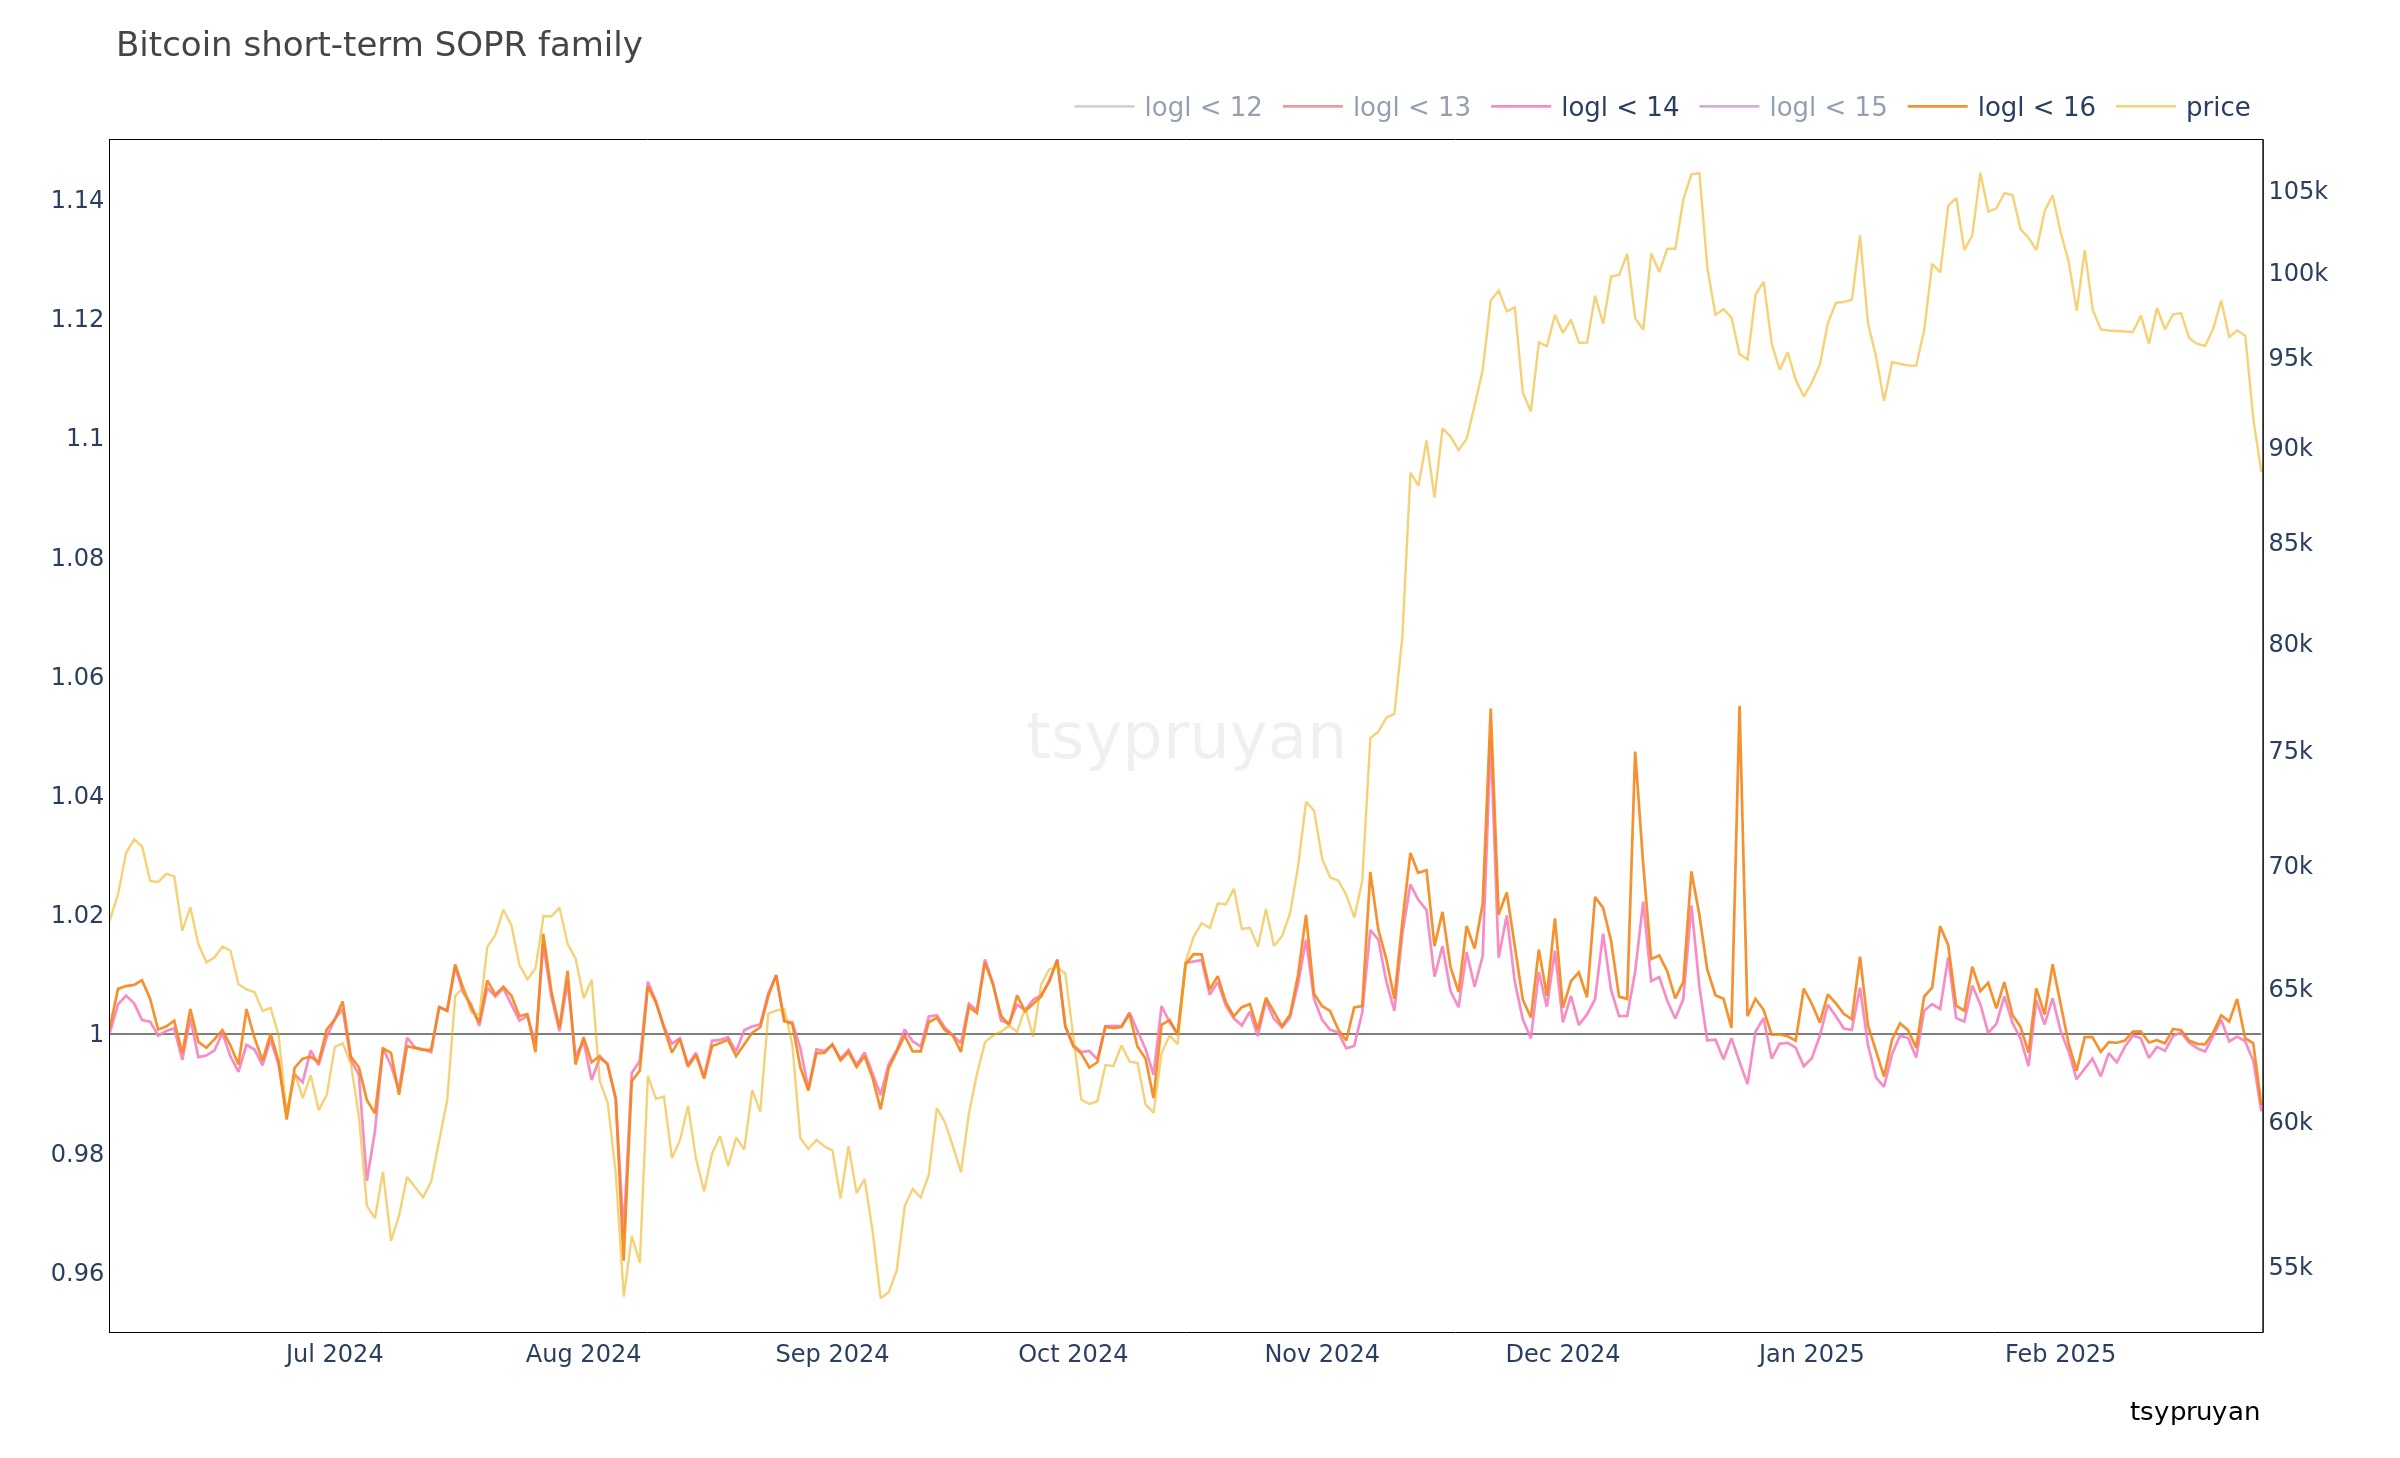 Bitcoin short-term SOPR family
logl < 12 logl < 13 logl < 14 logl < 15 logl < 16 price
1.14 105k
100k
1.12
95k
1.1 90k
1.08 85k
1.06 80k
tsypruyan
75k
1.04
70k
1.02
65k
1
60k
0.98
0.96 55k
Jul 2024 Aug 2024 Sep 2024 Oct 2024 Nov 2024 Dec 2024 Jan 2025 Feb 2025
tsypruyan